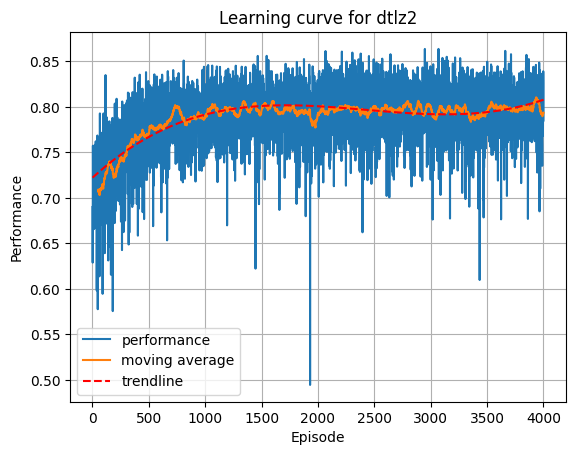 Learning curve for dtlz2
Performance
0.85
0.80
0.75
0.70
0.65
0.60
0.55
0.50
performance
moving average
trendline
0 500 1000 1500 2000 2500 3000 3500 4000
Episode